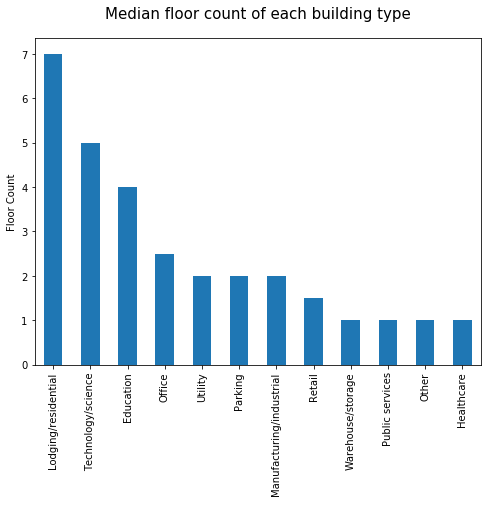 Median floor count of each building type
Floor Count
7
6
5
4
3
2
1
0
Lodging/residential
Technology/science
Education
Office
Utility
Parking
Manufacturing/industrial
Retail
Warehouse/storage
Public services
Other
Healthcare